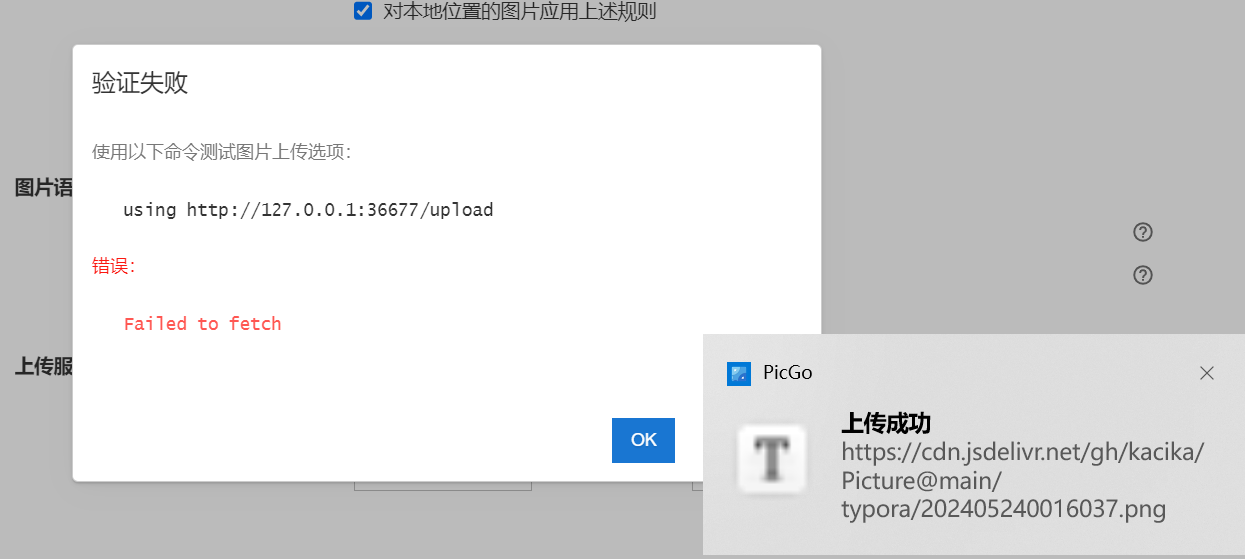 对本地位置的图片应用上述规则
验证失败
使用以下命令测试图片上传选项：
图片语
using http://127.0.0.1:36677/upload
错误：
Failed to fetch
上传服
OK
PicGo
上传成功
https://cdn.jsdelivr.net/gh/kacika/
Picture@main/
typora/202405240016037.png